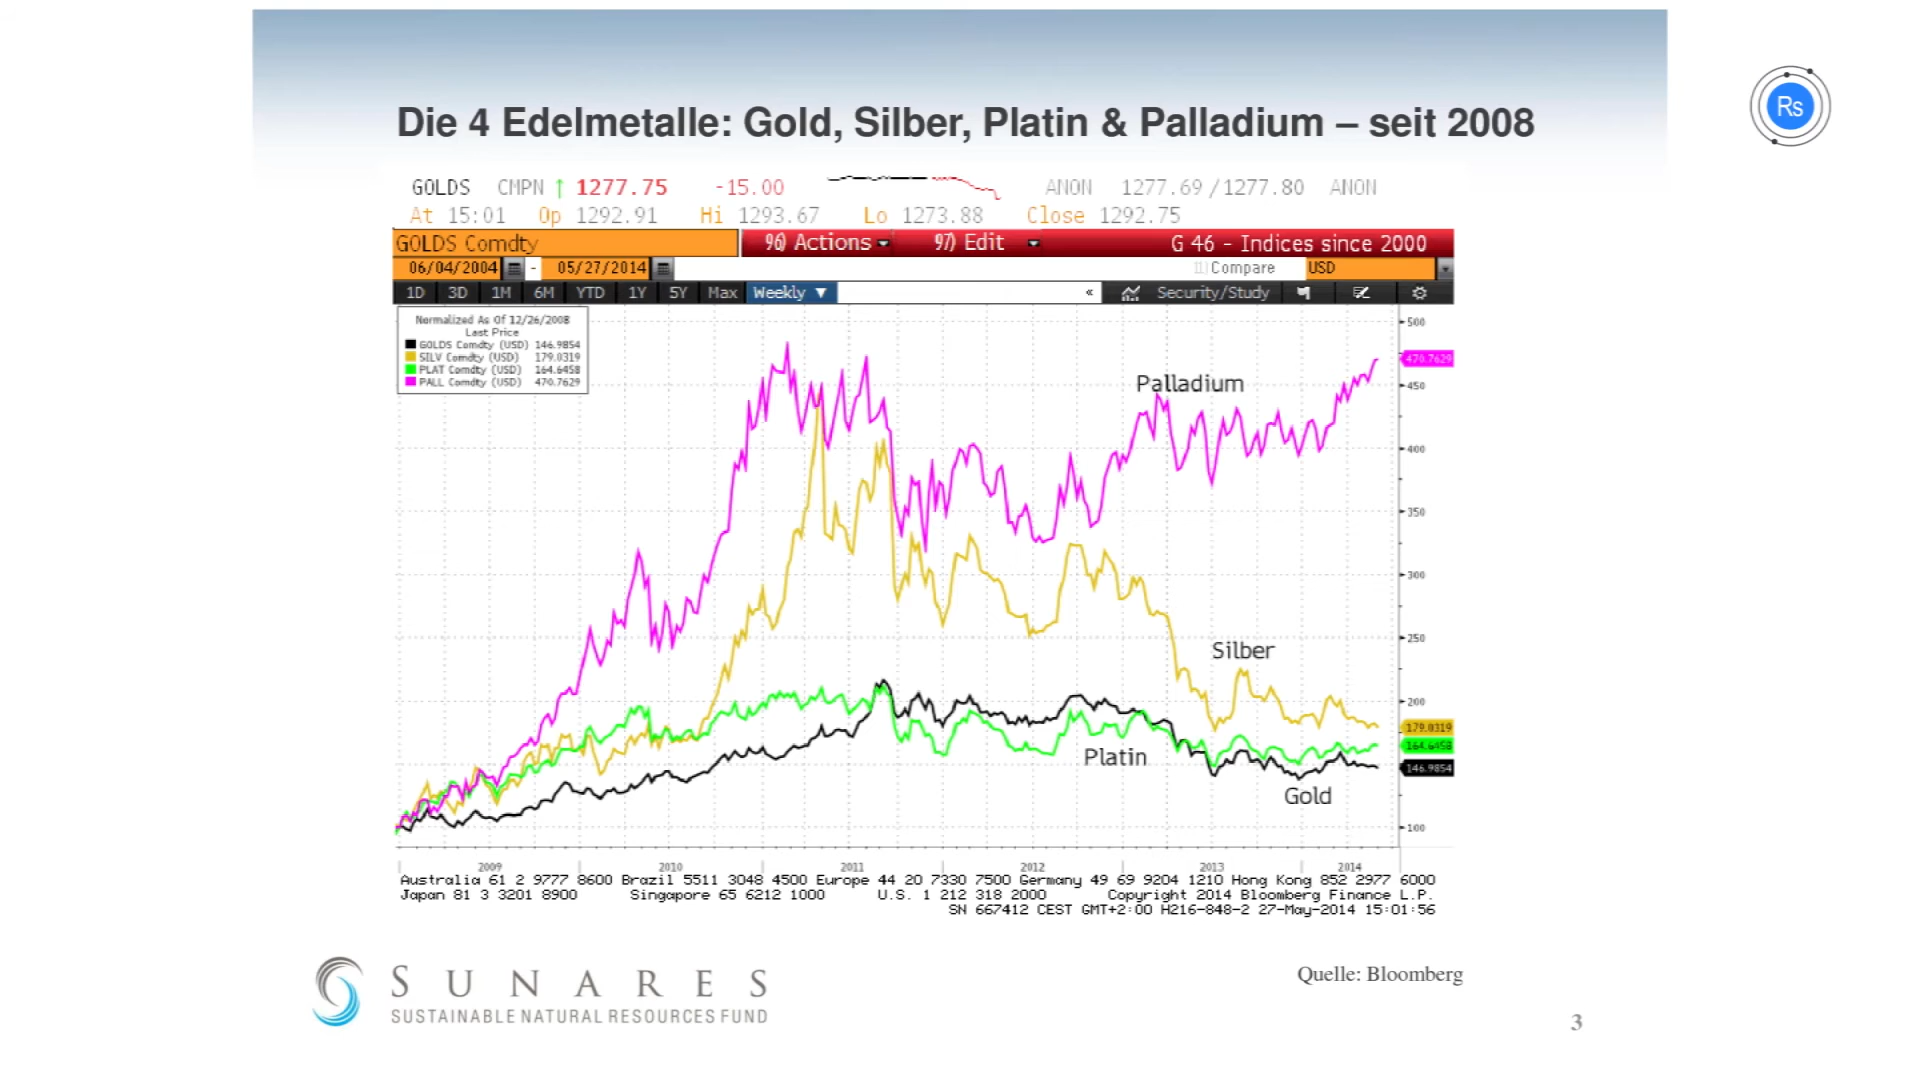 Die 4 Edelmetalle: Gold, Silber, Platin & Palladium – seit 2008
Rs
GOLDS CMPN ↑ 1277.75 -15.00 ANON 1277.69/1277.80 ANON
At 15:01 Op 1292.91 Hi 1293.67 Lo 1273.88 Close 1292.75
GOLDS Comdty 96) Actions 97) Edit G 46 - Indices since 2000
06/04/2004 - 05/27/2014 Compare USD
1D 3D 1M 6M YTD 1Y 5Y Max Weekly ▼ « Security/Study
Normalized As Of 12/26/2008
Last Price
GOLDS Comdty (USD) 146.9854
SILV Comdty (USD) 179.0319
PLAT Comdty (USD) 164.6458
PALL Comdty (USD) 470.7629
500
470.7629
Palladium
450
400
350
300
250
Silber
200
179.0319
164.6458
Platin
146.9854
Gold
100
2009 2010 2011 2012 2013 2014
Australia 61 2 9777 8600 Brazil 5511 3048 4500 Europe 44 20 7330 7500 Germany 49 69 9204 1210 Hong Kong 852 2977 6000
Japan 81 3 3201 8900 Singapore 65 6212 1000 U.S. 1 212 318 2000 Copyright 2014 Bloomberg Finance L.P.
SN 667412 CEST GMT+2:00 H216-848-2 27-May-2014 15:01:56
SUNARES
SUSTAINABLE NATURAL RESOURCES FUND
Quelle: Bloomberg
3